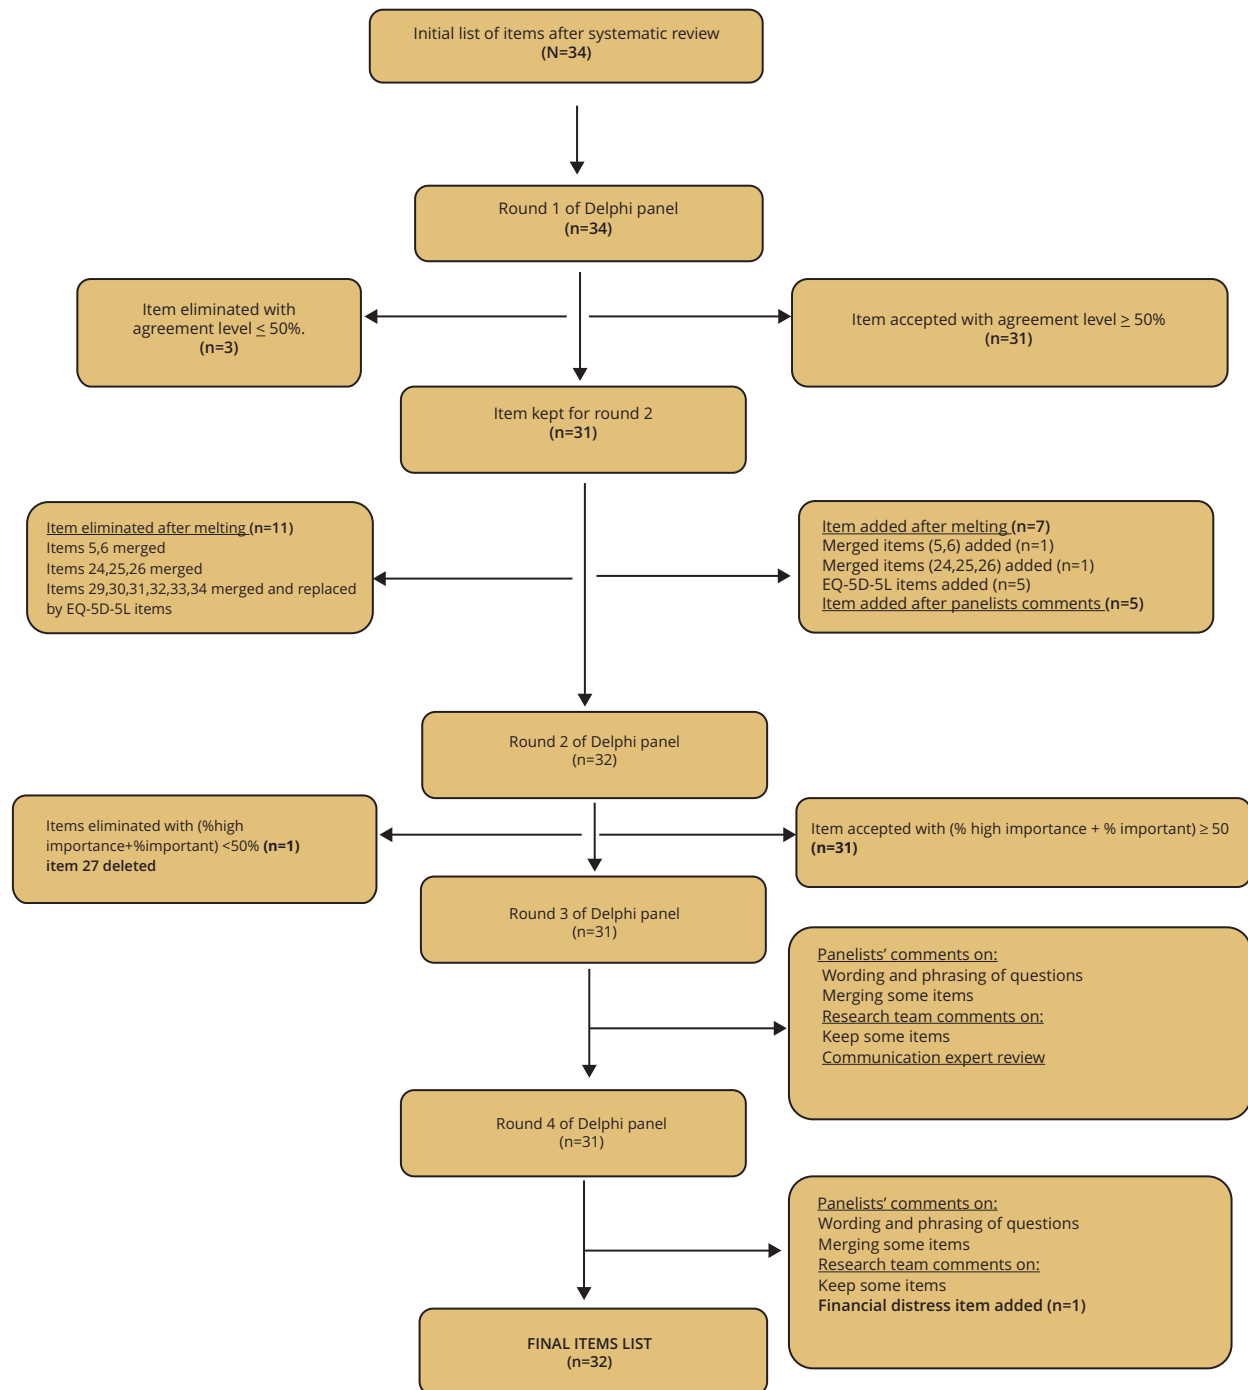 Initial list of items after systematic review
(N=34)
Round 1 of Delphi panel
(n=34)
Item eliminated with
agreement level ≤ 50%.
(n=3)
Item accepted with agreement level ≥ 50%
(n=31)
Item kept for round 2
(n=31)
Item eliminated after melting (n=11)
Items 5,6 merged
Items 24,25,26 merged
Items 29,30,31,32,33,34 merged and replaced
by EQ-5D-5L items
Item added after melting (n=7)
Merged items (5,6) added (n=1)
Merged items (24,25,26) added (n=1)
EQ-5D-5L items added (n=5)
Item added after panelists comments (n=5)
Round 2 of Delphi panel
(n=32)
Items eliminated with (%high
importance+%important) <50% (n=1)
item 27 deleted
Item accepted with (% high importance + % important) ≥ 50
(n=31)
Round 3 of Delphi panel
(n=31)
Panelists’ comments on:
Wording and phrasing of questions
Merging some items
Research team comments on:
Keep some items
Communication expert review
Round 4 of Delphi panel
(n=31)
Panelists’ comments on:
Wording and phrasing of questions
Merging some items
Research team comments on:
Keep some items
Financial distress item added (n=1)
FINAL ITEMS LIST
(n=32)